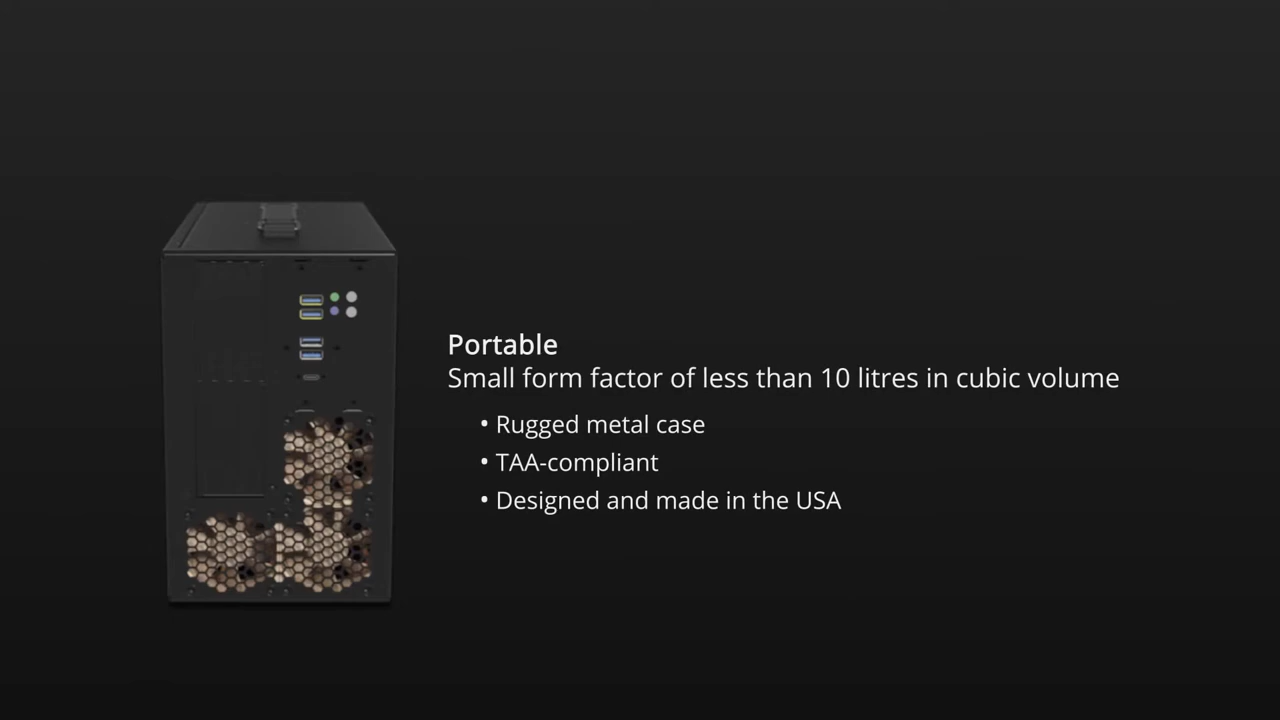 Portable
Small form factor of less than 10 litres in cubic volume
• Rugged metal case
• TAA-compliant
• Designed and made in the USA